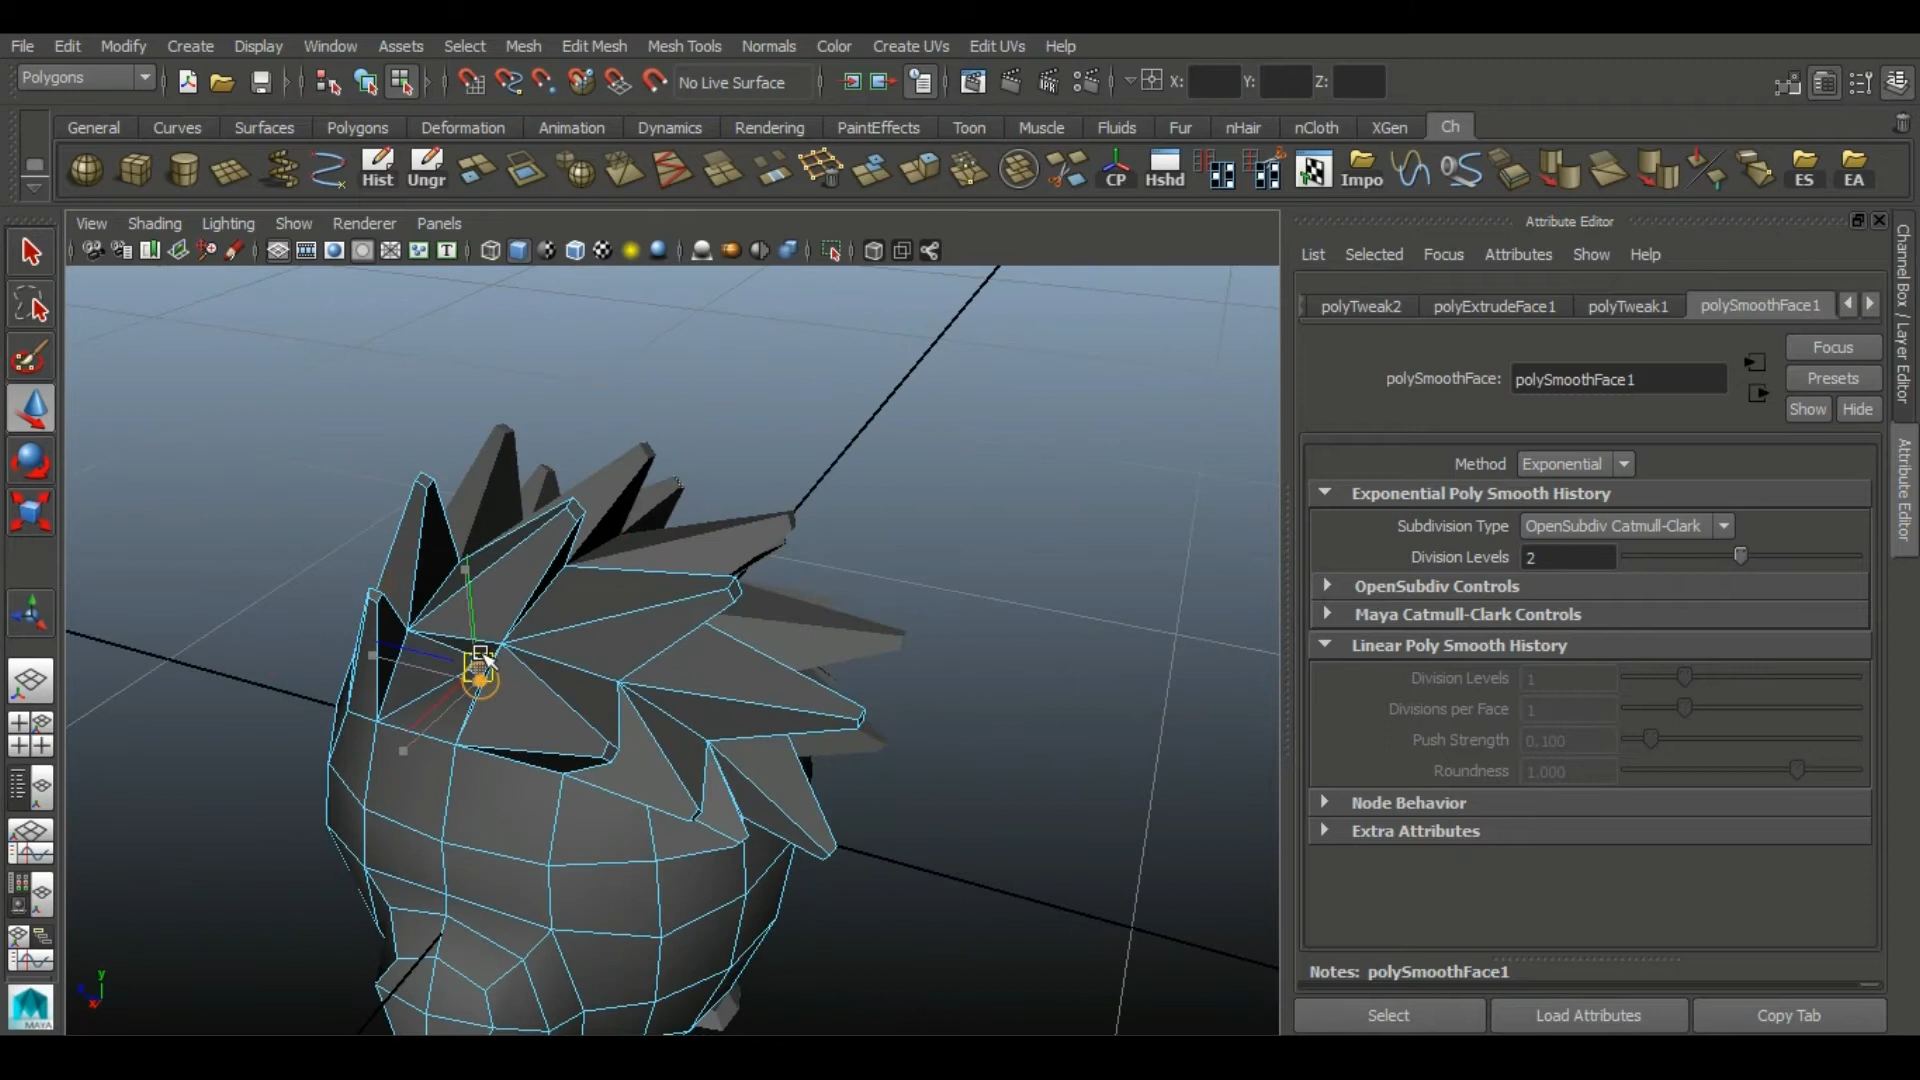 File Edit Modify Create Display Window Assets Select Mesh Edit Mesh Mesh Tools Normals Color Create UVs Edit UVs Help
Polygons No Live Surface X: Y: Z:
General Curves Surfaces Polygons Deformation Animation Dynamics Rendering PaintEffects Toon Muscle Fluids Fur nHair nCloth XGen Ch
Hist Ungr CP Hshd Impo ES EA
View Shading Lighting Show Renderer Panels
Attribute Editor
List Selected Focus Attributes Show Help
polyTweak2 polyExtrudeFace1 polyTweak1 polySmoothFace1
Focus
polySmoothFace: polySmoothFace1
Presets
Show Hide
Method Exponential
Exponential Poly Smooth History
Subdivision Type OpenSubdiv Catmull-Clark
Division Levels 2
OpenSubdiv Controls
Maya Catmull-Clark Controls
Linear Poly Smooth History
Division Levels 1
Divisions per Face 1
Push Strength 0.100
Roundness 1.000
Node Behavior
Extra Attributes
Notes: polySmoothFace1
Select Load Attributes Copy Tab
Channel Box / Layer Editor
Attribute Editor
y
x
MAYA